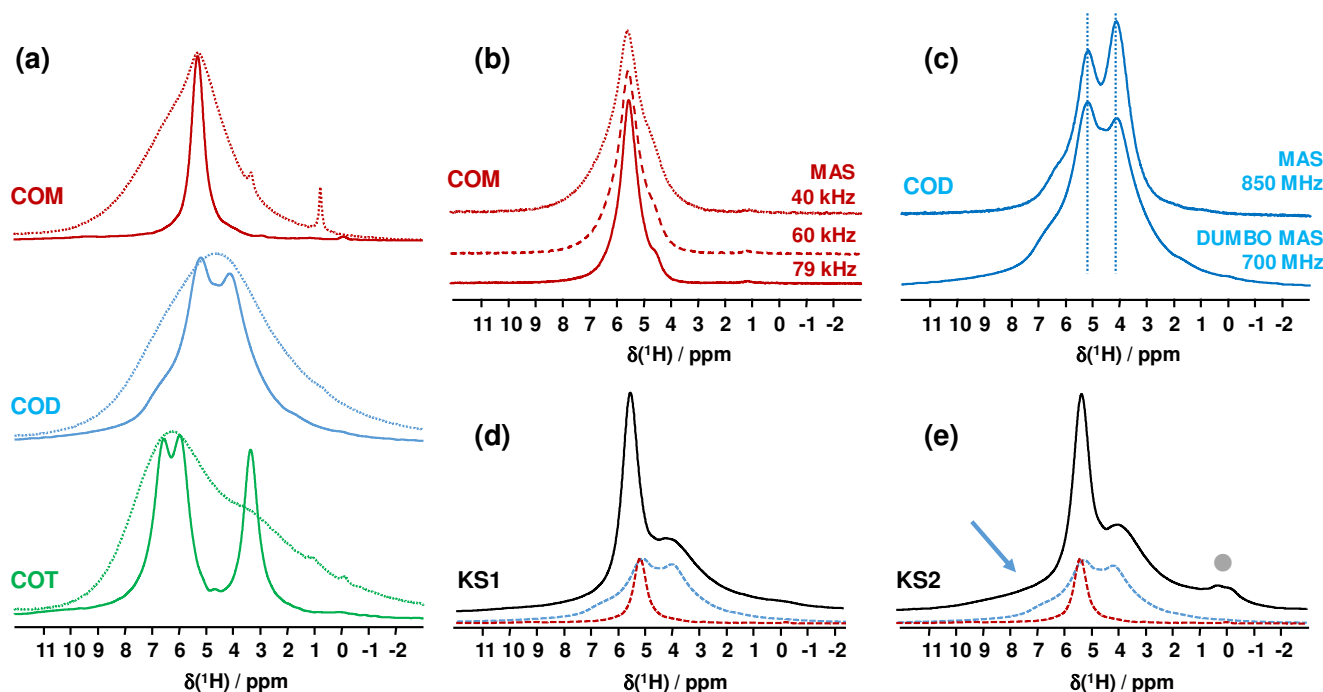 (a)
COM
COD
COT
11 10 9 8 7 6 5 4 3 2 1 0 -1 -2
δ(¹H) / ppm
(b)
COM
MAS
40 kHz
60 kHz
79 kHz
11 10 9 8 7 6 5 4 3 2 1 0 -1 -2
δ(¹H) / ppm
(c)
COD
MAS
850 MHz
DUMBO MAS
700 MHz
11 10 9 8 7 6 5 4 3 2 1 0 -1 -2
δ(¹H) / ppm
(d)
KS1
11 10 9 8 7 6 5 4 3 2 1 0 -1 -2
δ(¹H) / ppm
(e)
KS2
11 10 9 8 7 6 5 4 3 2 1 0 -1 -2
δ(¹H) / ppm